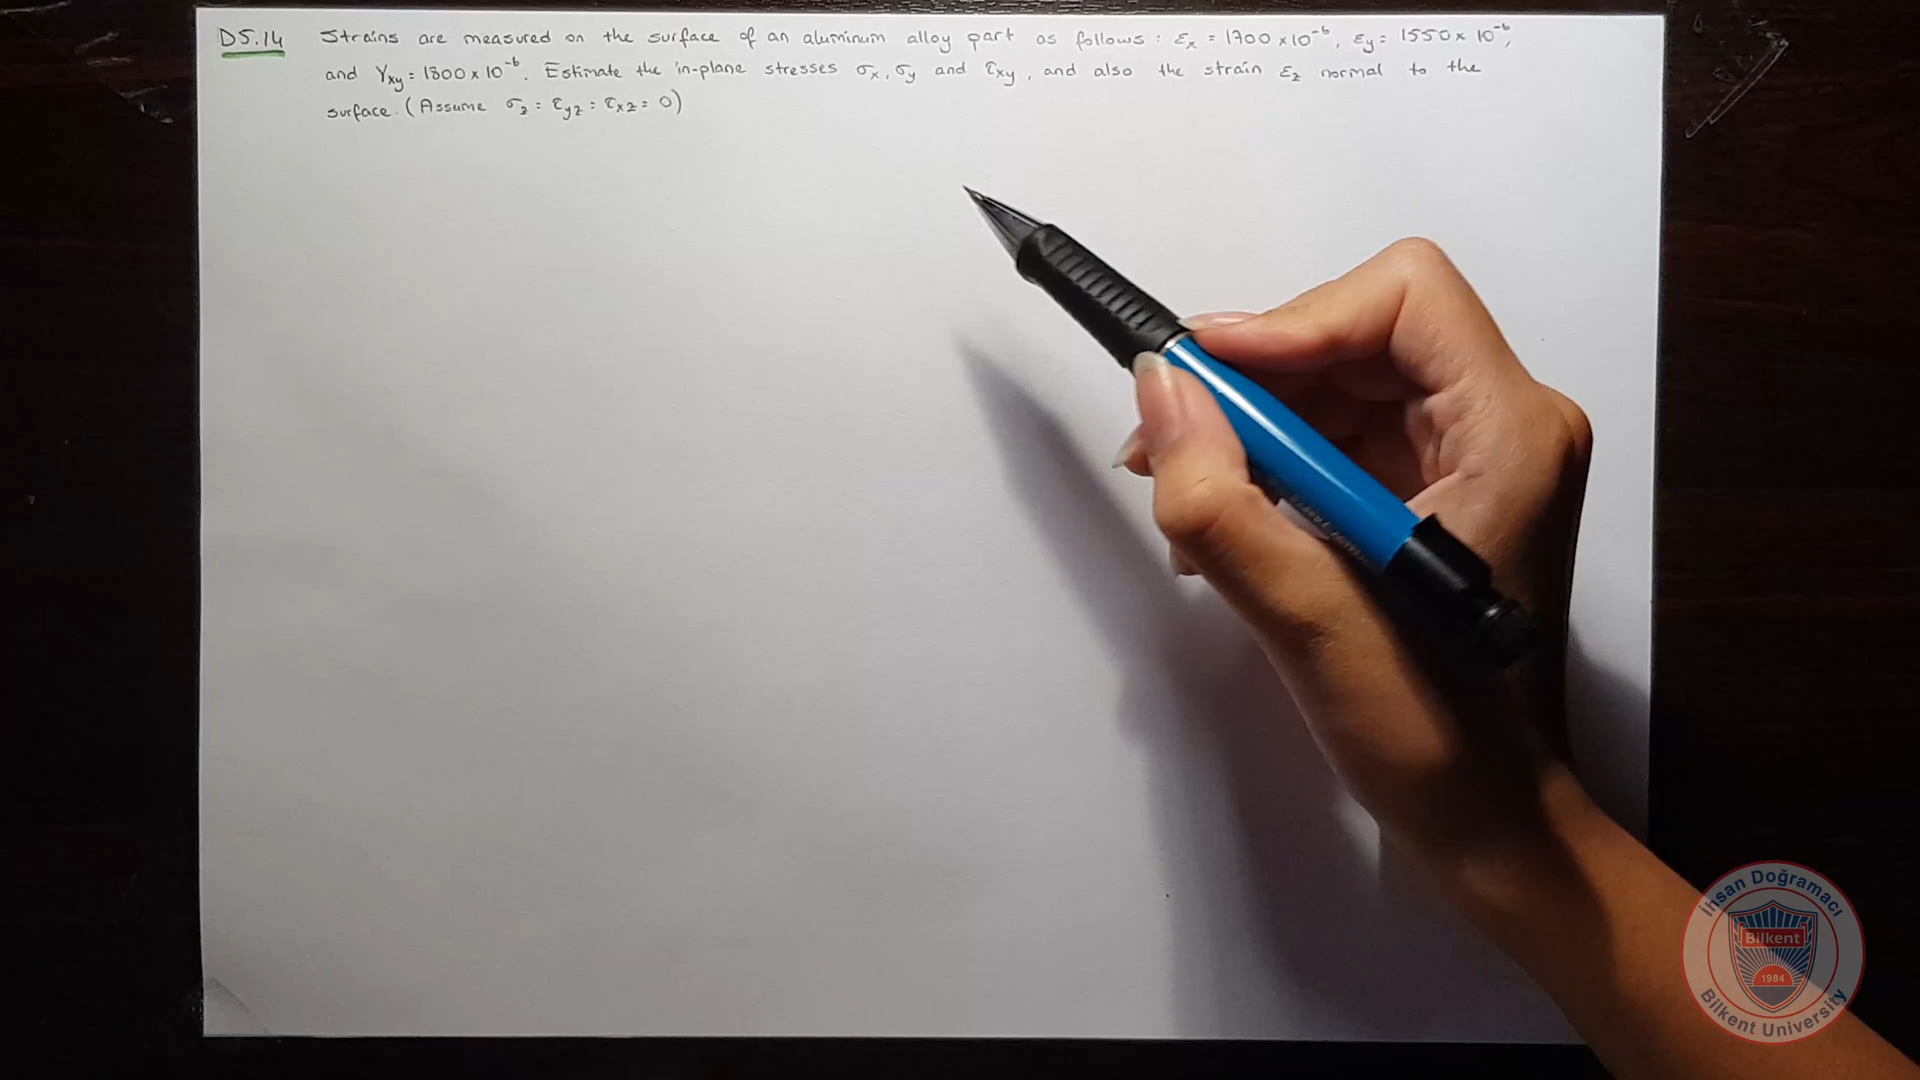 D5.14 Strains are measured on the surface of an aluminum alloy part as follows: εx = 1700 x 10⁻⁶, εy = 1550 x 10⁻⁶,
and γxy = 1800 x 10⁻⁶. Estimate the in-plane stresses σx, σy and τxy, and also the strain εz normal to the
surface. (Assume σz = τyz = τxz = 0)
İhsan Doğramacı
Bilkent
1984
Bilkent University